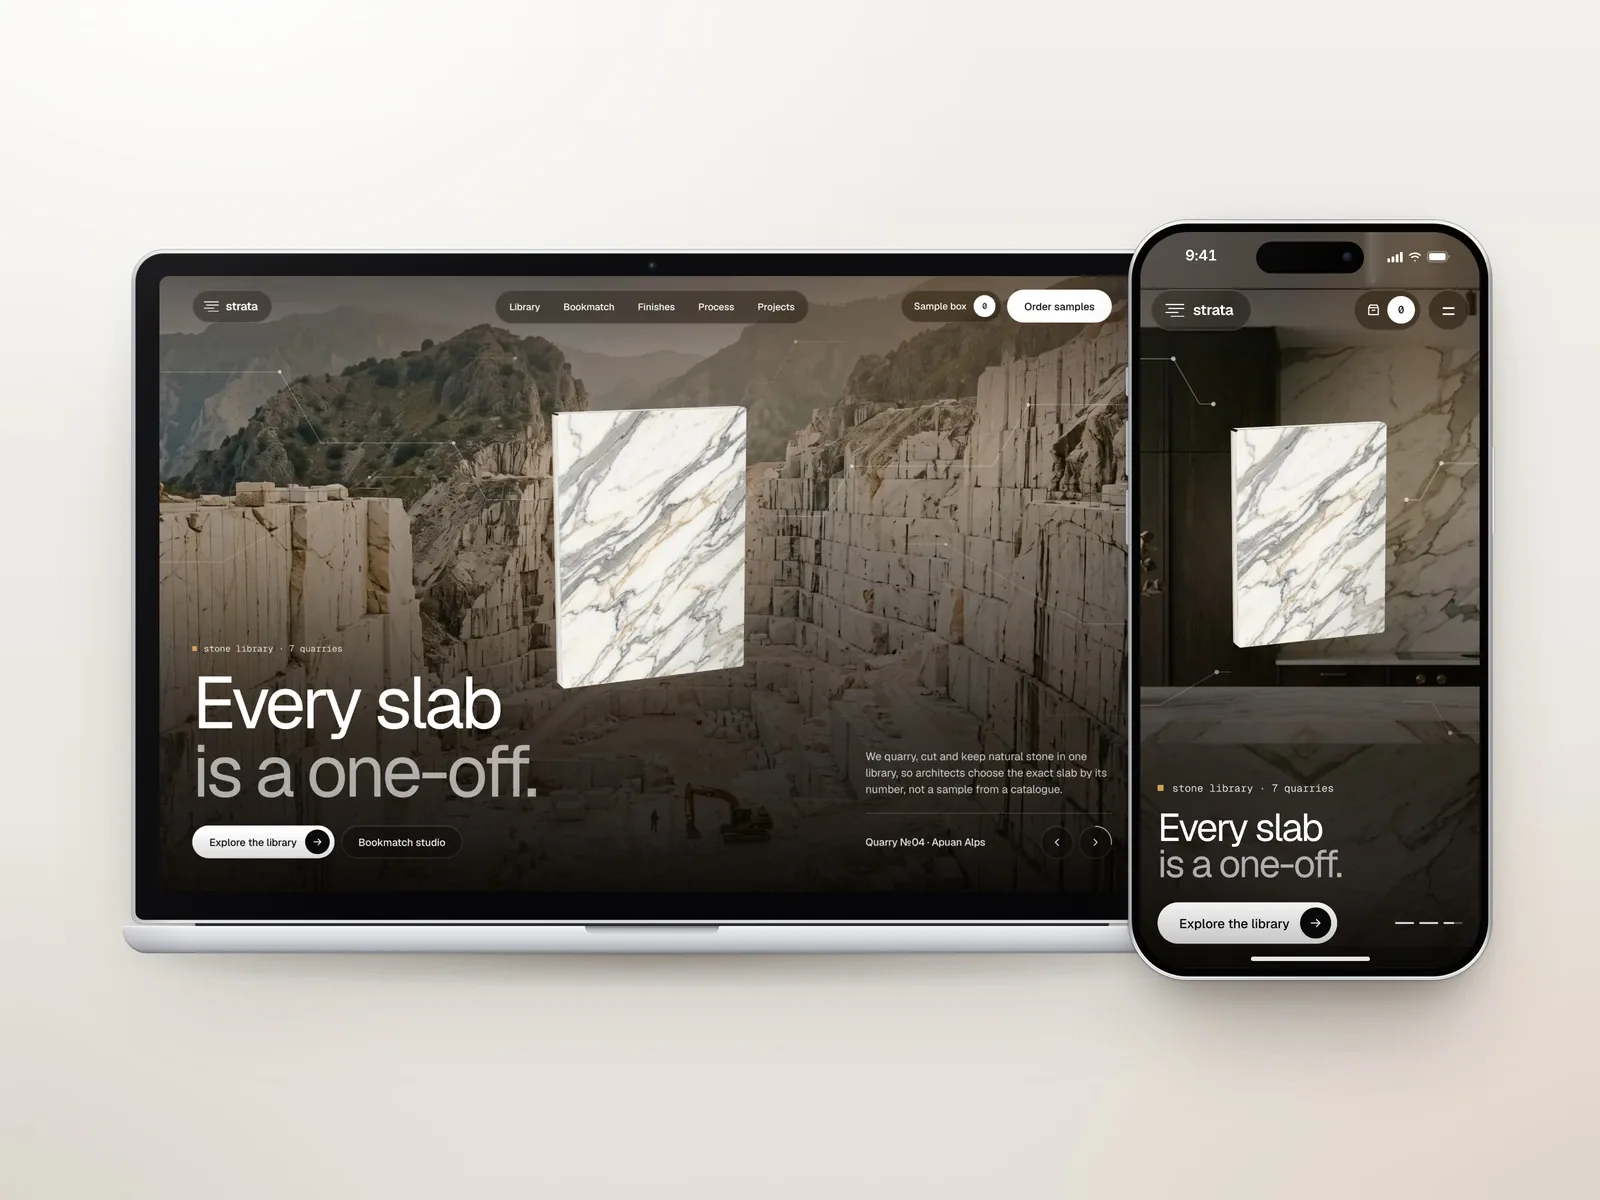 strata
Library
Bookmatch
Finishes
Process
Projects
Sample box
0
Order samples
stone library · 7 quarries
Every slab
is a one-off.
Explore the library
Bookmatch studio
We quarry, cut and keep natural stone in one
library, so architects choose the exact slab by its
number, not a sample from a catalogue.
Quarry №04 · Apuan Alps
9:41
strata
0
stone library · 7 quarries
Every slab
is a one-off.
Explore the library